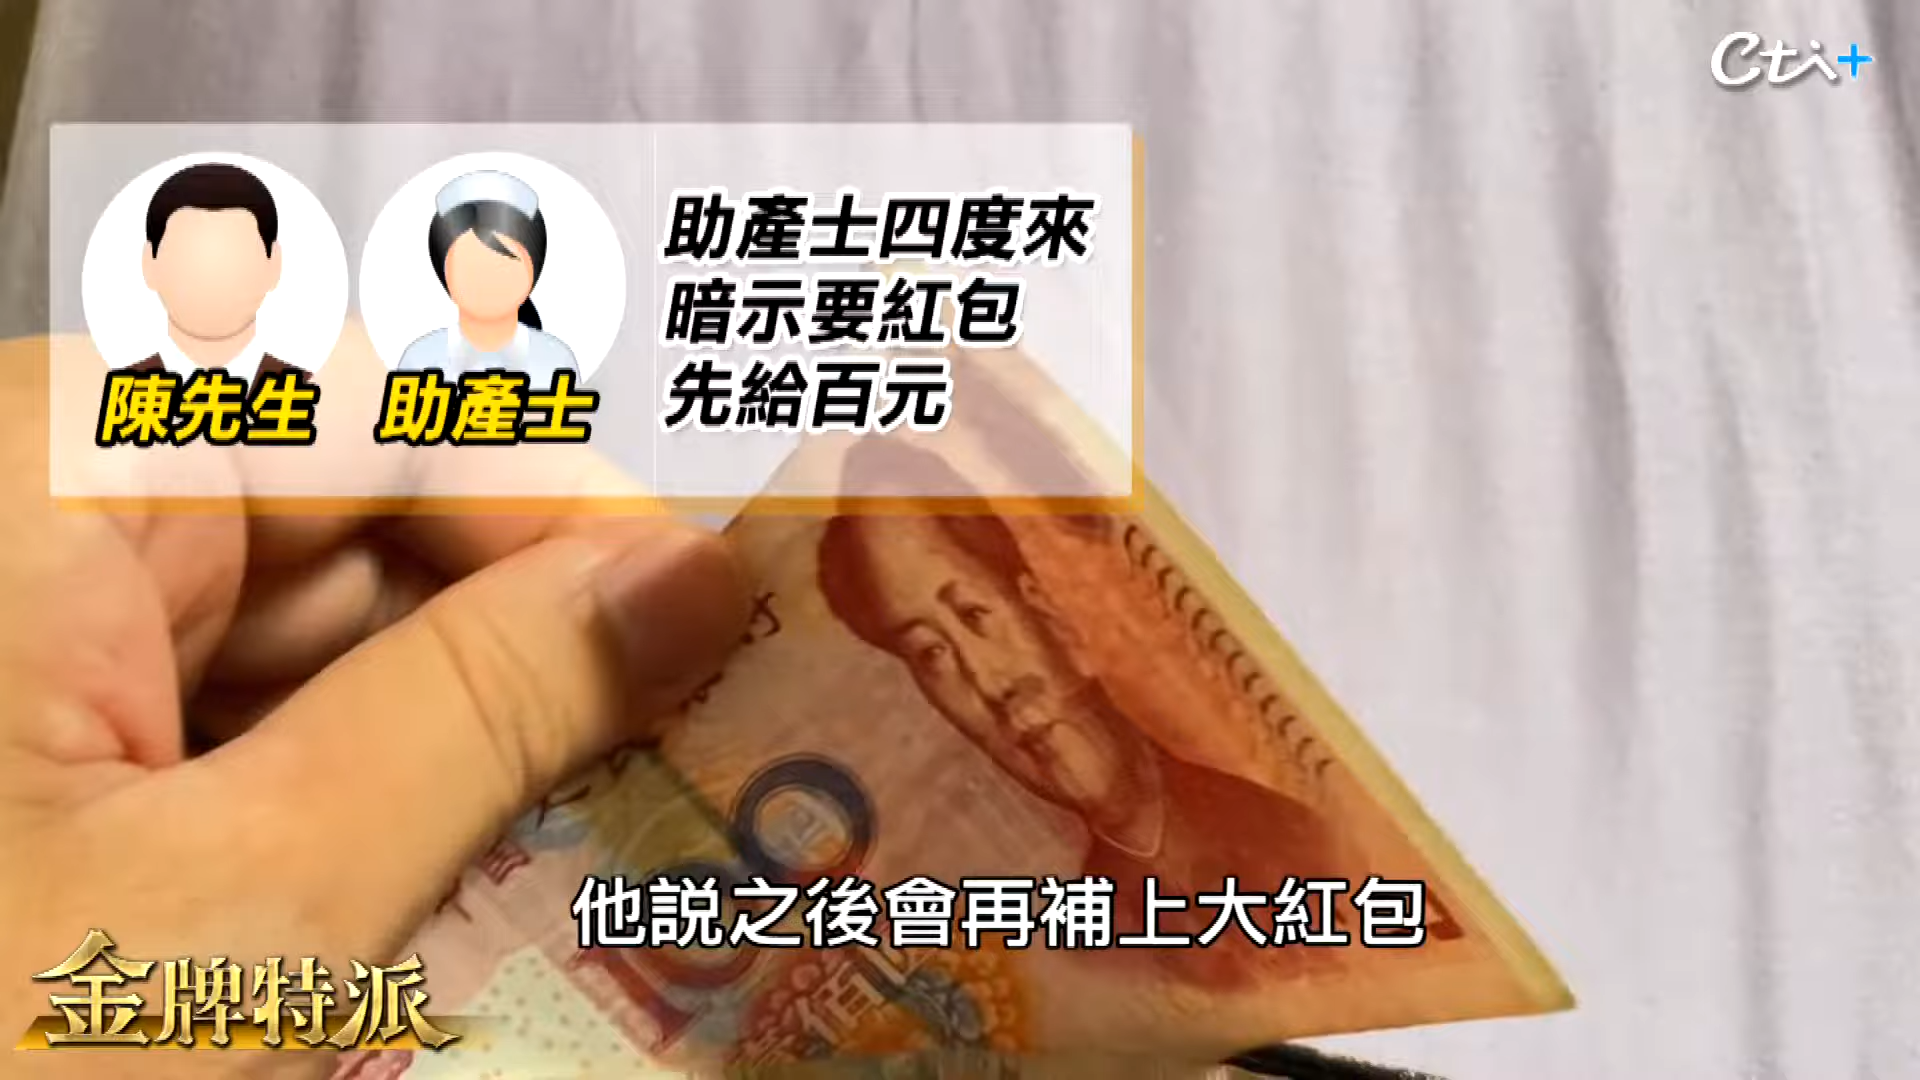 Cti+
助產士四度來
暗示要紅包
先給百元
陳先生
助產士
100
他說之後會再補上大紅包
金牌特派